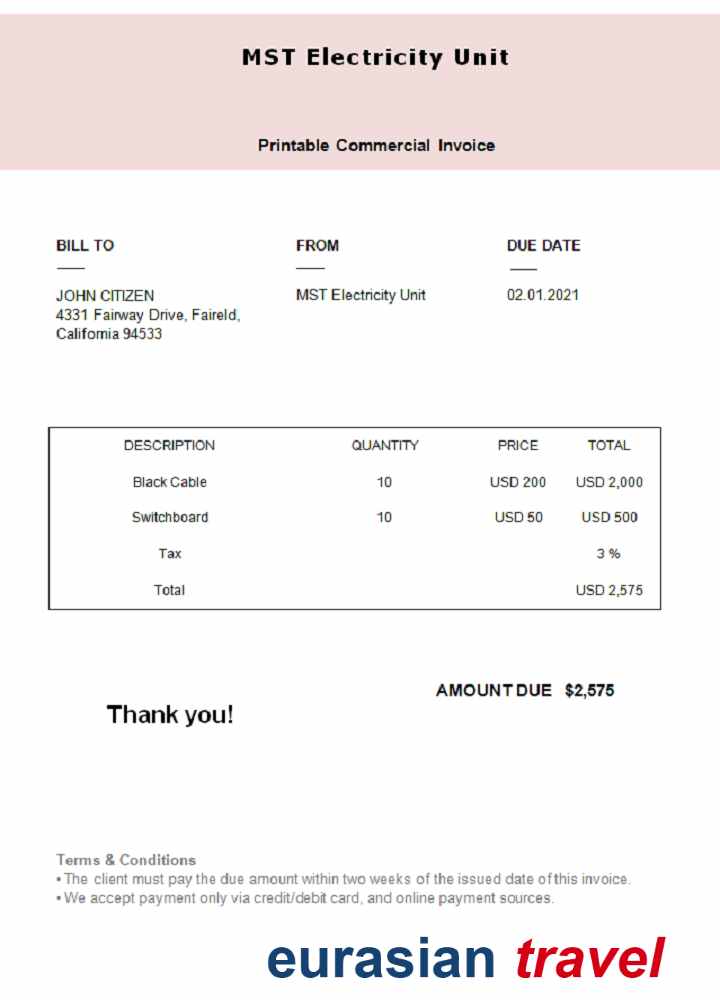 MST Electricity Unit
Printable Commercial Invoice
BILL TO
FROM
DUE DATE
JOHN CITIZEN
MST Electricity Unit
02.01.2021
4331 Fairway Drive, Faireld,
California 94533
DESCRIPTION QUANTITY PRICE TOTAL
Black Cable 10 USD 200 USD 2,000
Switchboard 10 USD 50 USD 500
Tax 3 %
Total USD 2,575
AMOUNT DUE $2,575
Thank you!
Terms & Conditions
▪ The client must pay the due amount within two weeks of the issued date of this invoice.
▪ We accept payment only via credit/debit card, and online payment sources.
eurasian travel